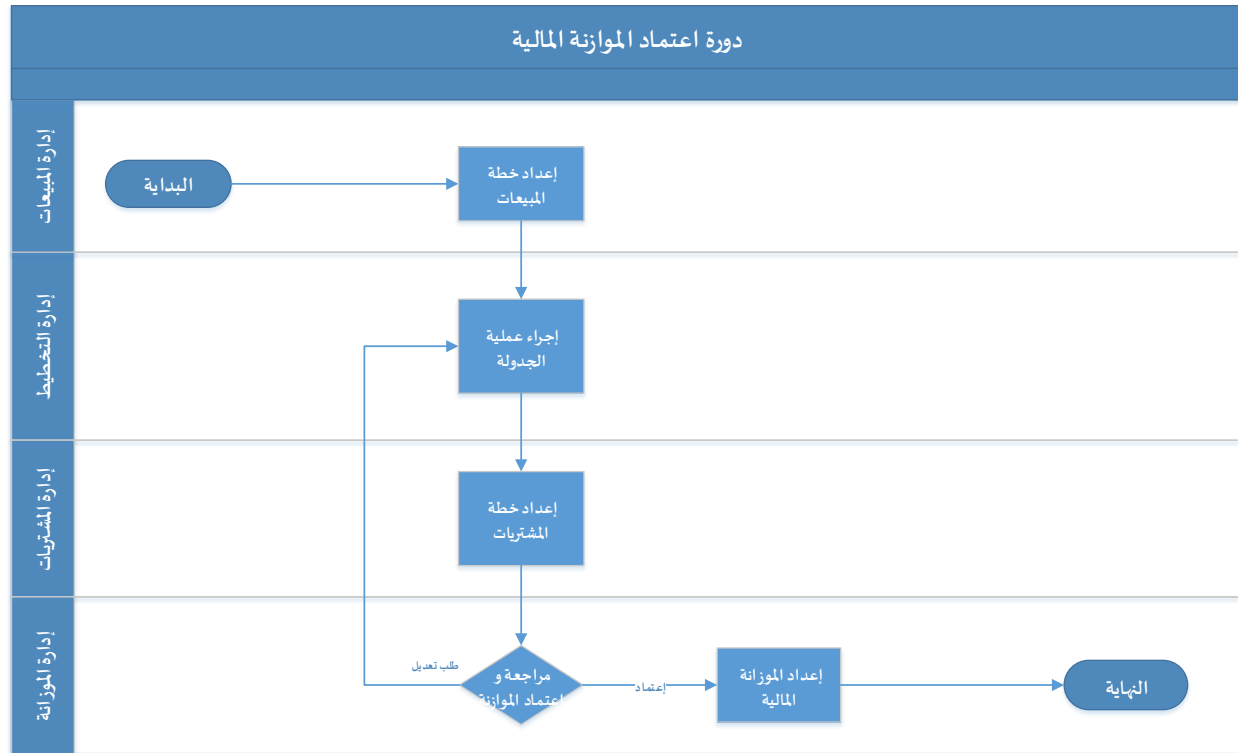 دورة اعتماد الموازنة المالية
إدارة المبيعات
البداية
إعداد خطة
المبيعات
إدارة التخطيط
إجراء عملية
الجدولة
إدارة المشتريات
إعداد خطة
المشتريات
إدارة الموزانة
طلب تعديل
مراجعة و
اعتماد الموازنة
إعتماد
إعداد الموزانة
المالية
النهاية